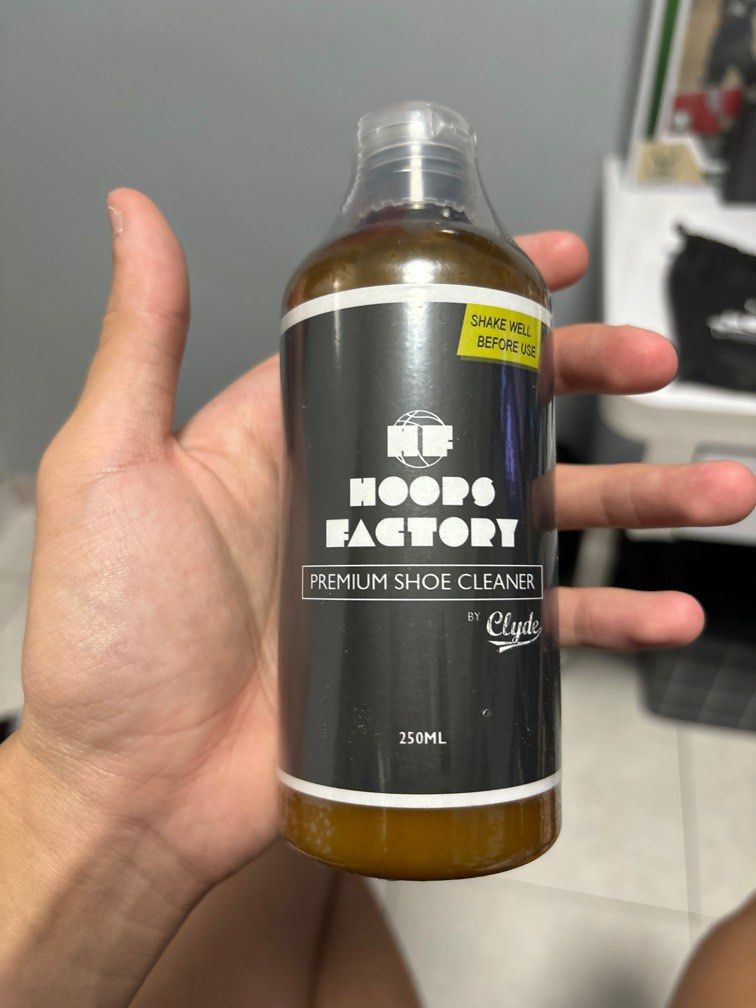 SHAKE WELL
BEFORE USE
HF
HOOPS
FACTORY
PREMIUM SHOE CLEANER
BY Clyde
250ML